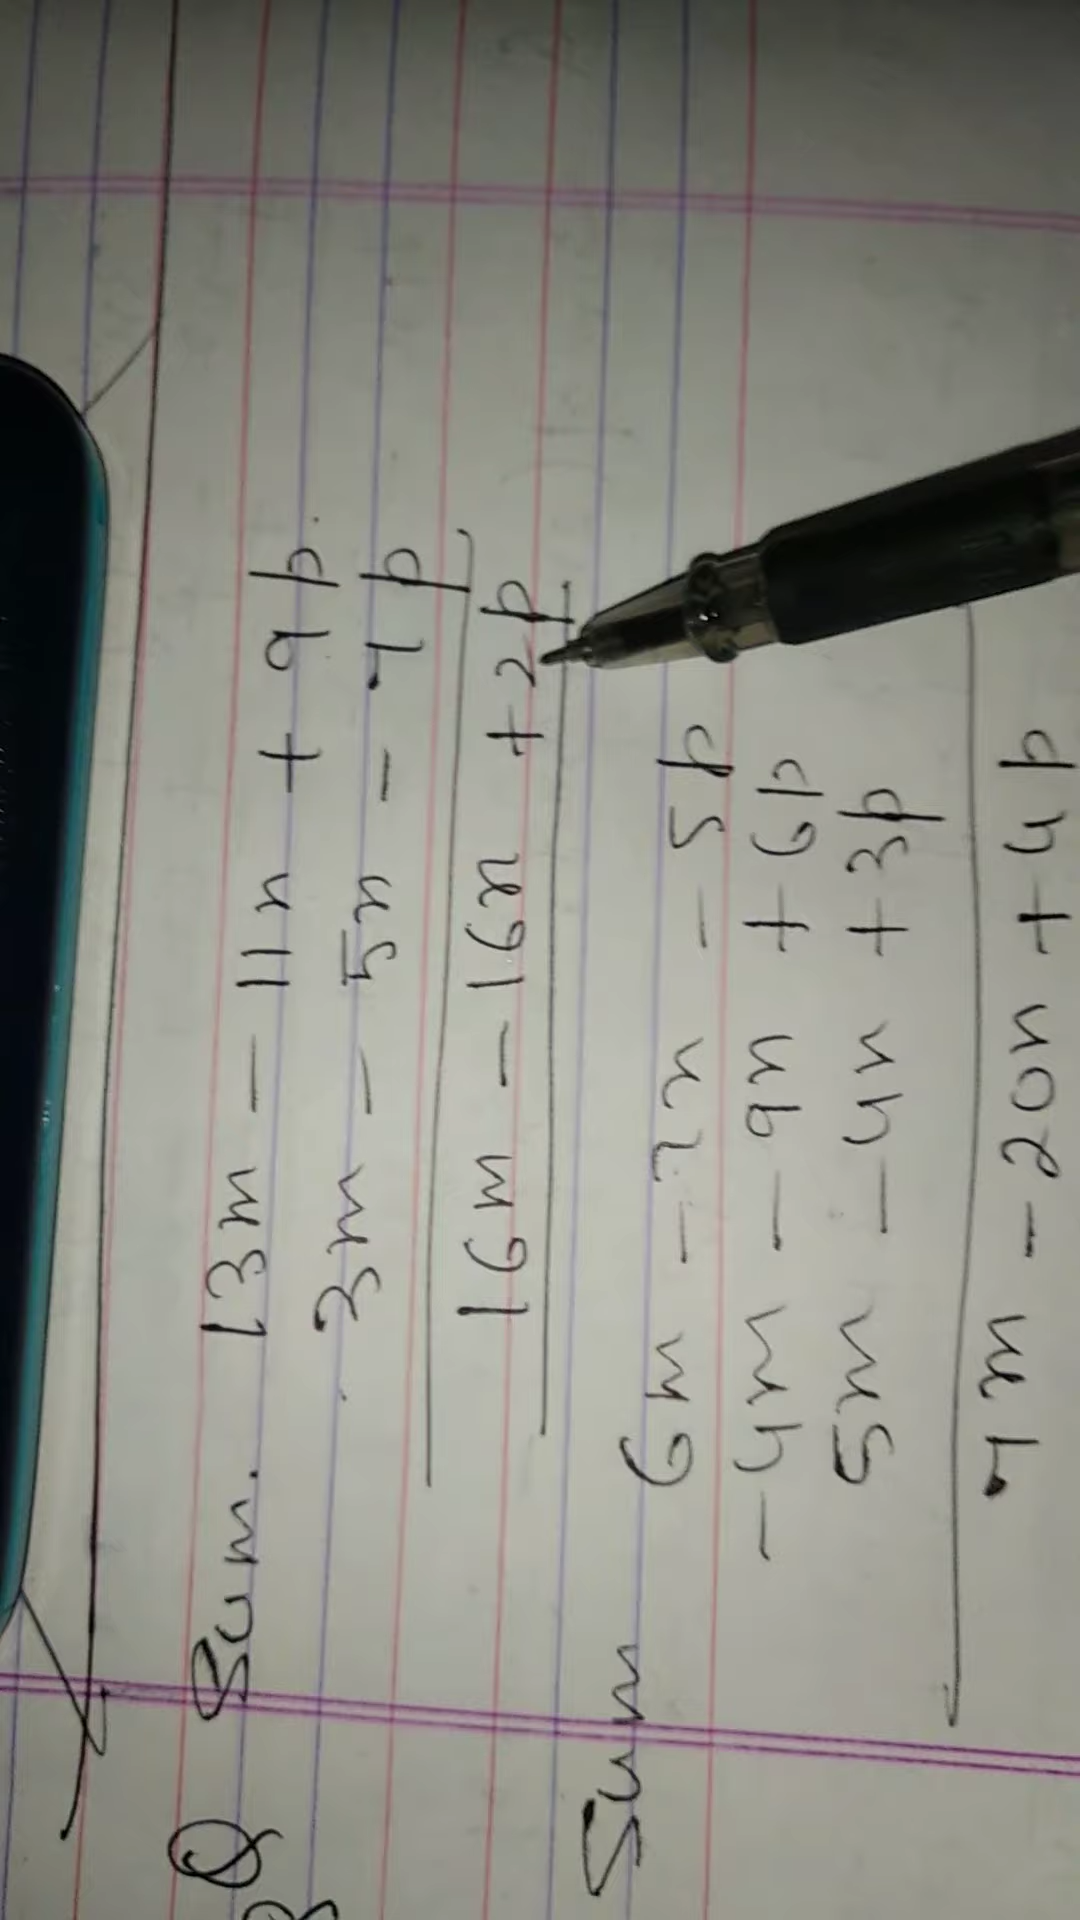 Q Sum. 13m - 11n + 9p
3m - 5n - 7p
16m - 16n + 2p
Sum 6m - 7n - 5p
-4m - 9n + 6p
5m - 4n + 3p
7m - 20n + 4p